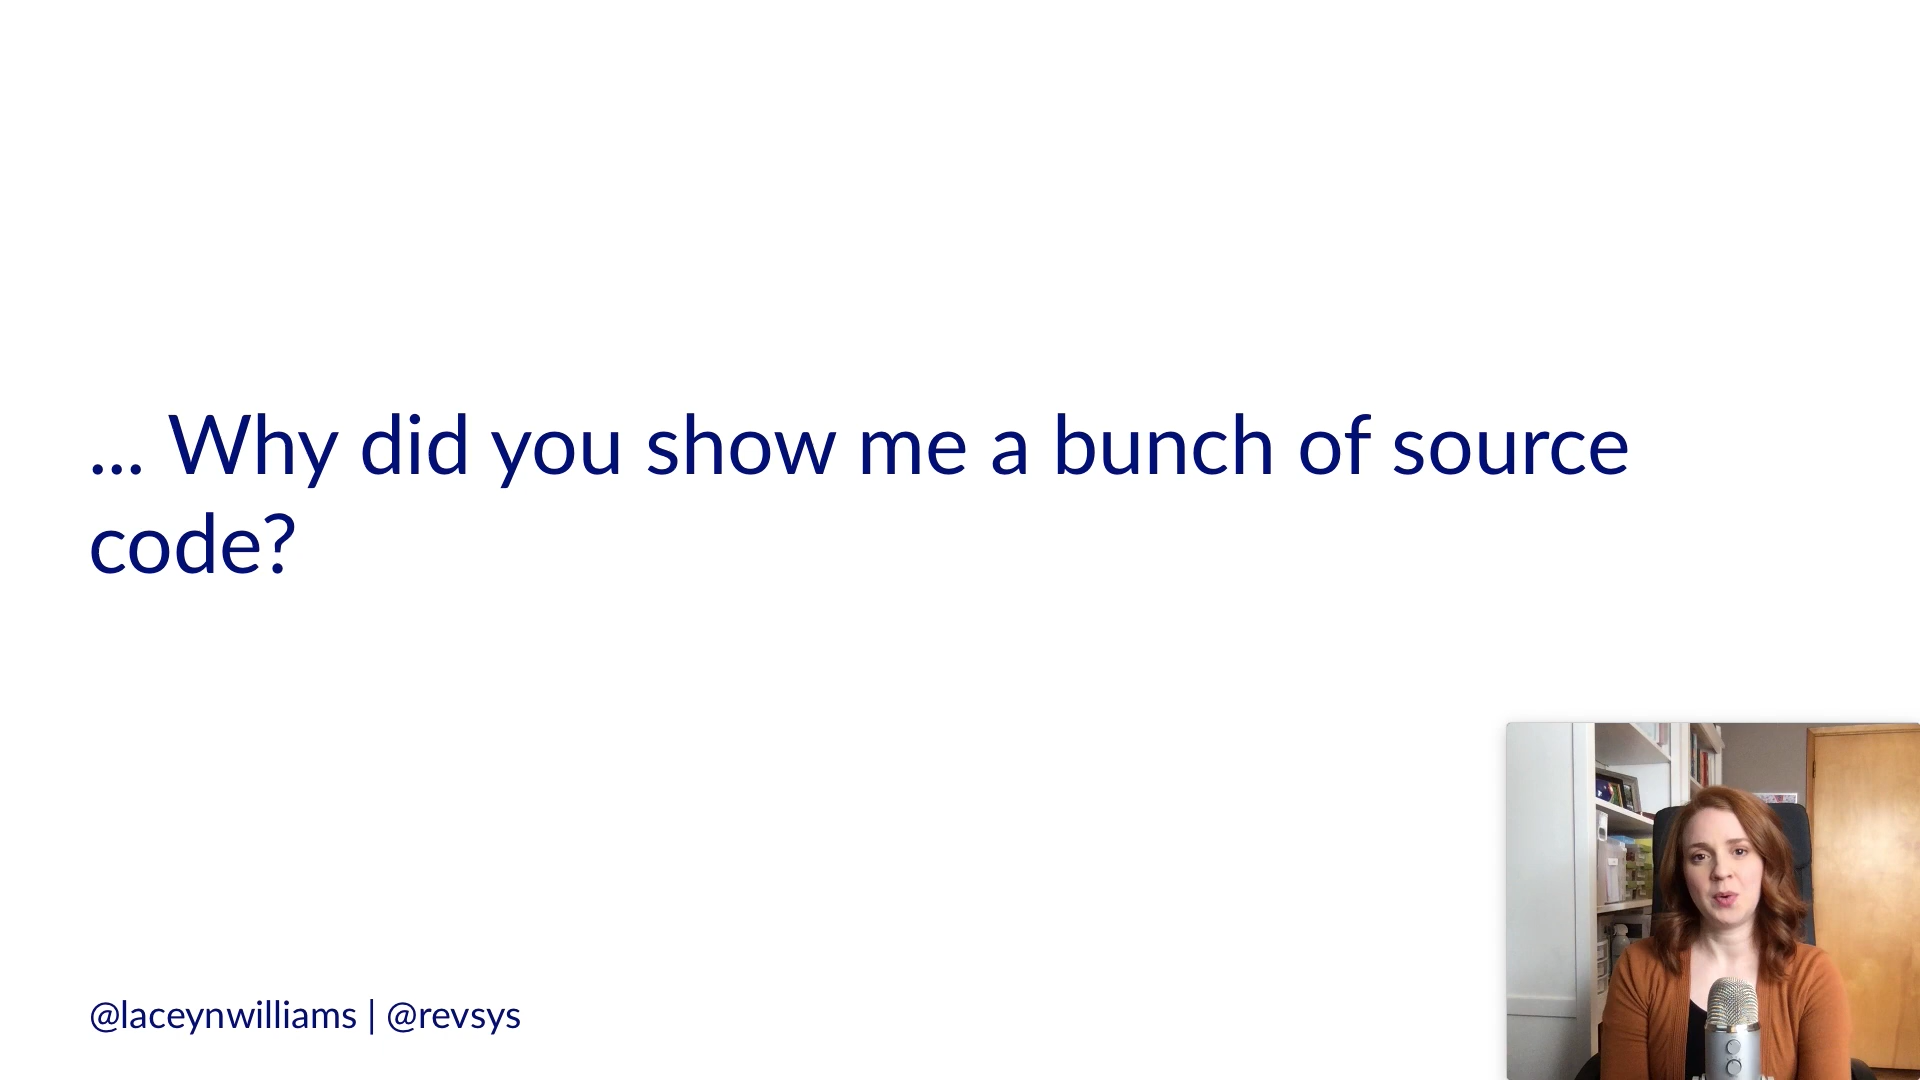 ... Why did you show me a bunch of source
code?
@laceynwilliams | @revsys